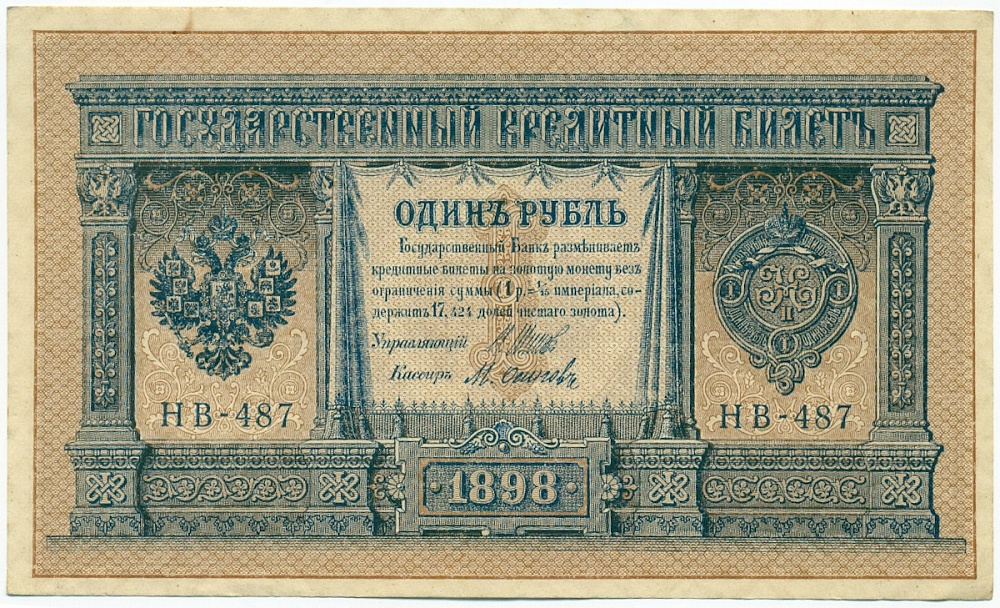 ГОСУДАРСТВЕННЫЙ КРЕДИТНЫЙ БИЛЕТЪ
ОДИНЪ РУБЛЬ
Государственный Банкъ размѣниваетъ
кредитные билеты на золотую монету безъ
ограниченія суммы (1 р. = 1/15 имперіала, со-
держитъ 17,424 долей чистаго золота).
Управляющій
Кассиръ
I I
II
I
НВ-487 НВ-487
1898